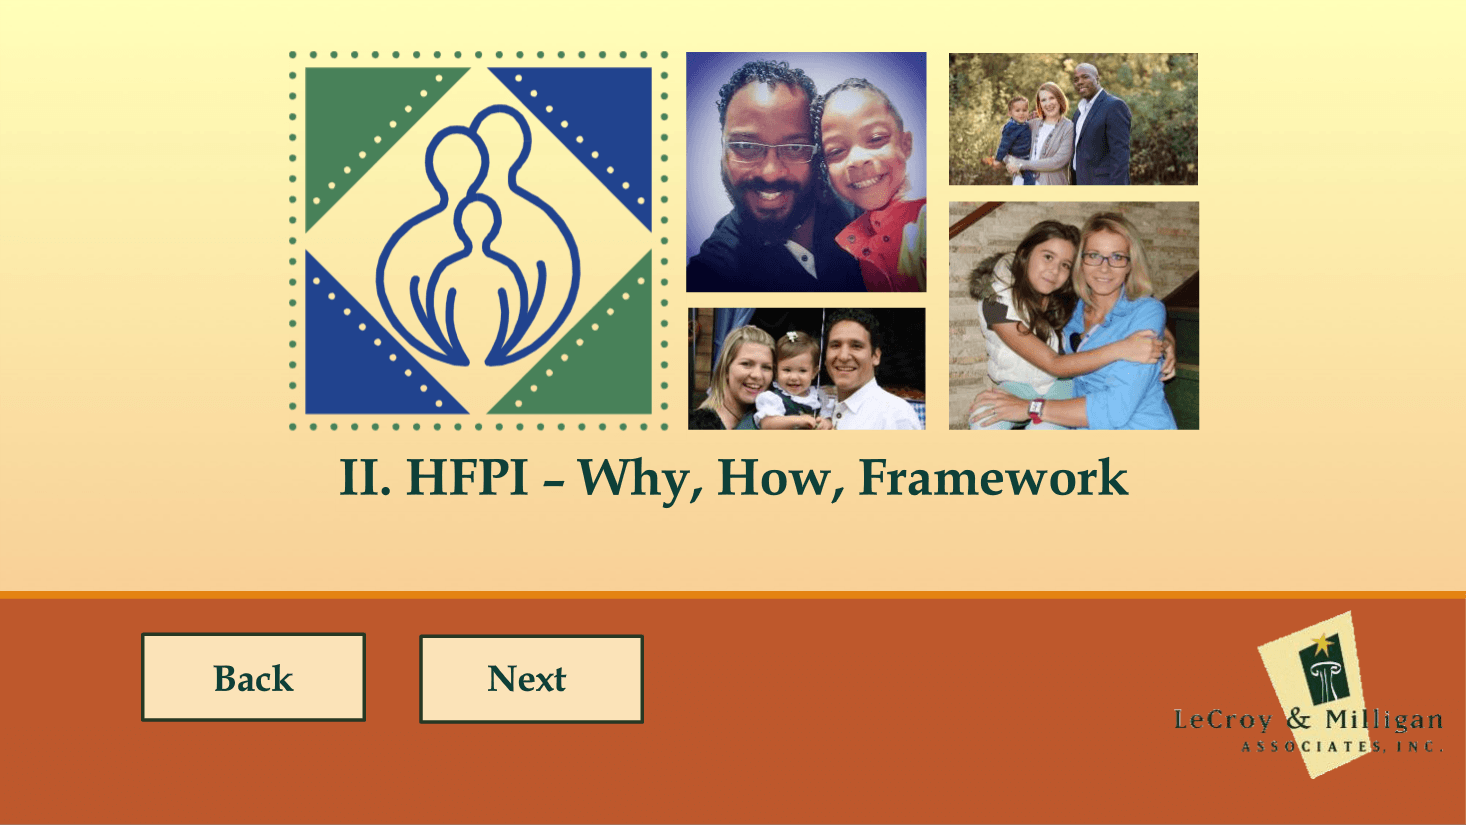 II. HFPI – Why, How, Framework
Back
Next
LeCroy & Milligan
ASSOCIATES, INC.